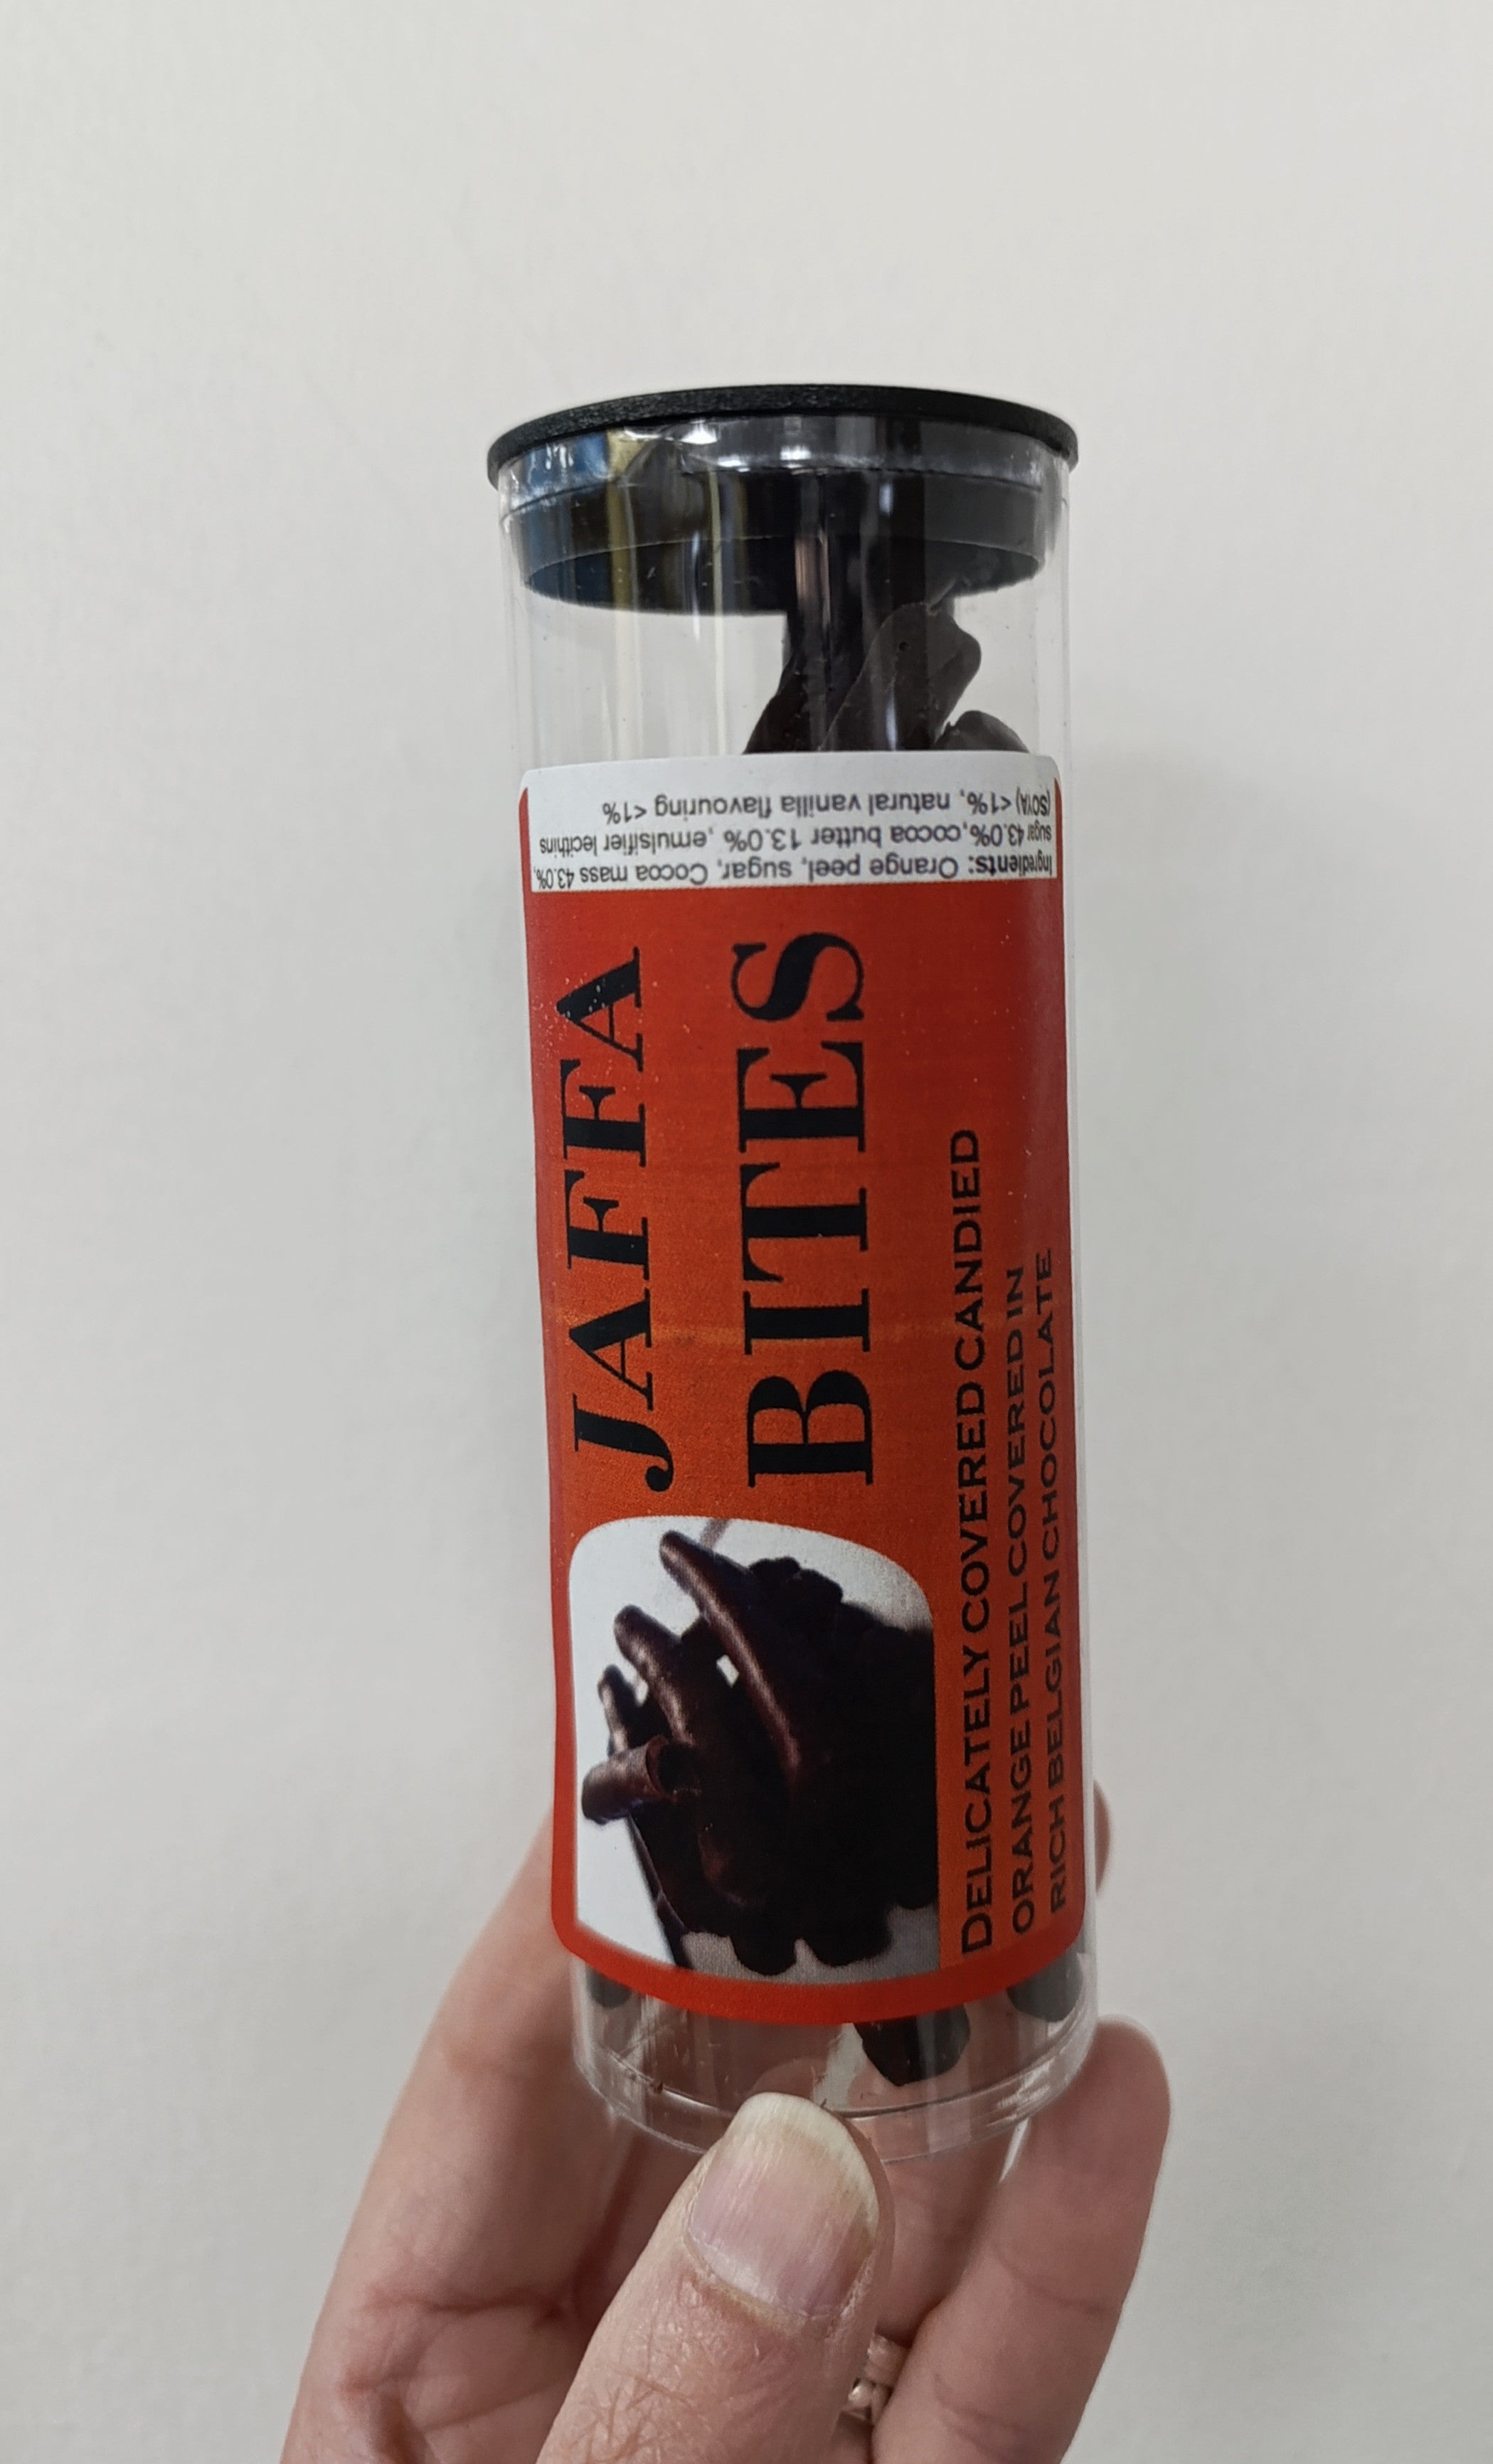 JAFFA
BITES
DELICATELY COVERED CANDIED
ORANGE PEEL COVERED IN
RICH BELGIAN CHOCOLATE
Ingredients: Orange peel, sugar, Cocoa mass 43.0%,
sugar 43.0%,cocoa butter 13.0% ,emulsifier lecithins
(SOYA) <1%, natural vanilla flavouring <1%